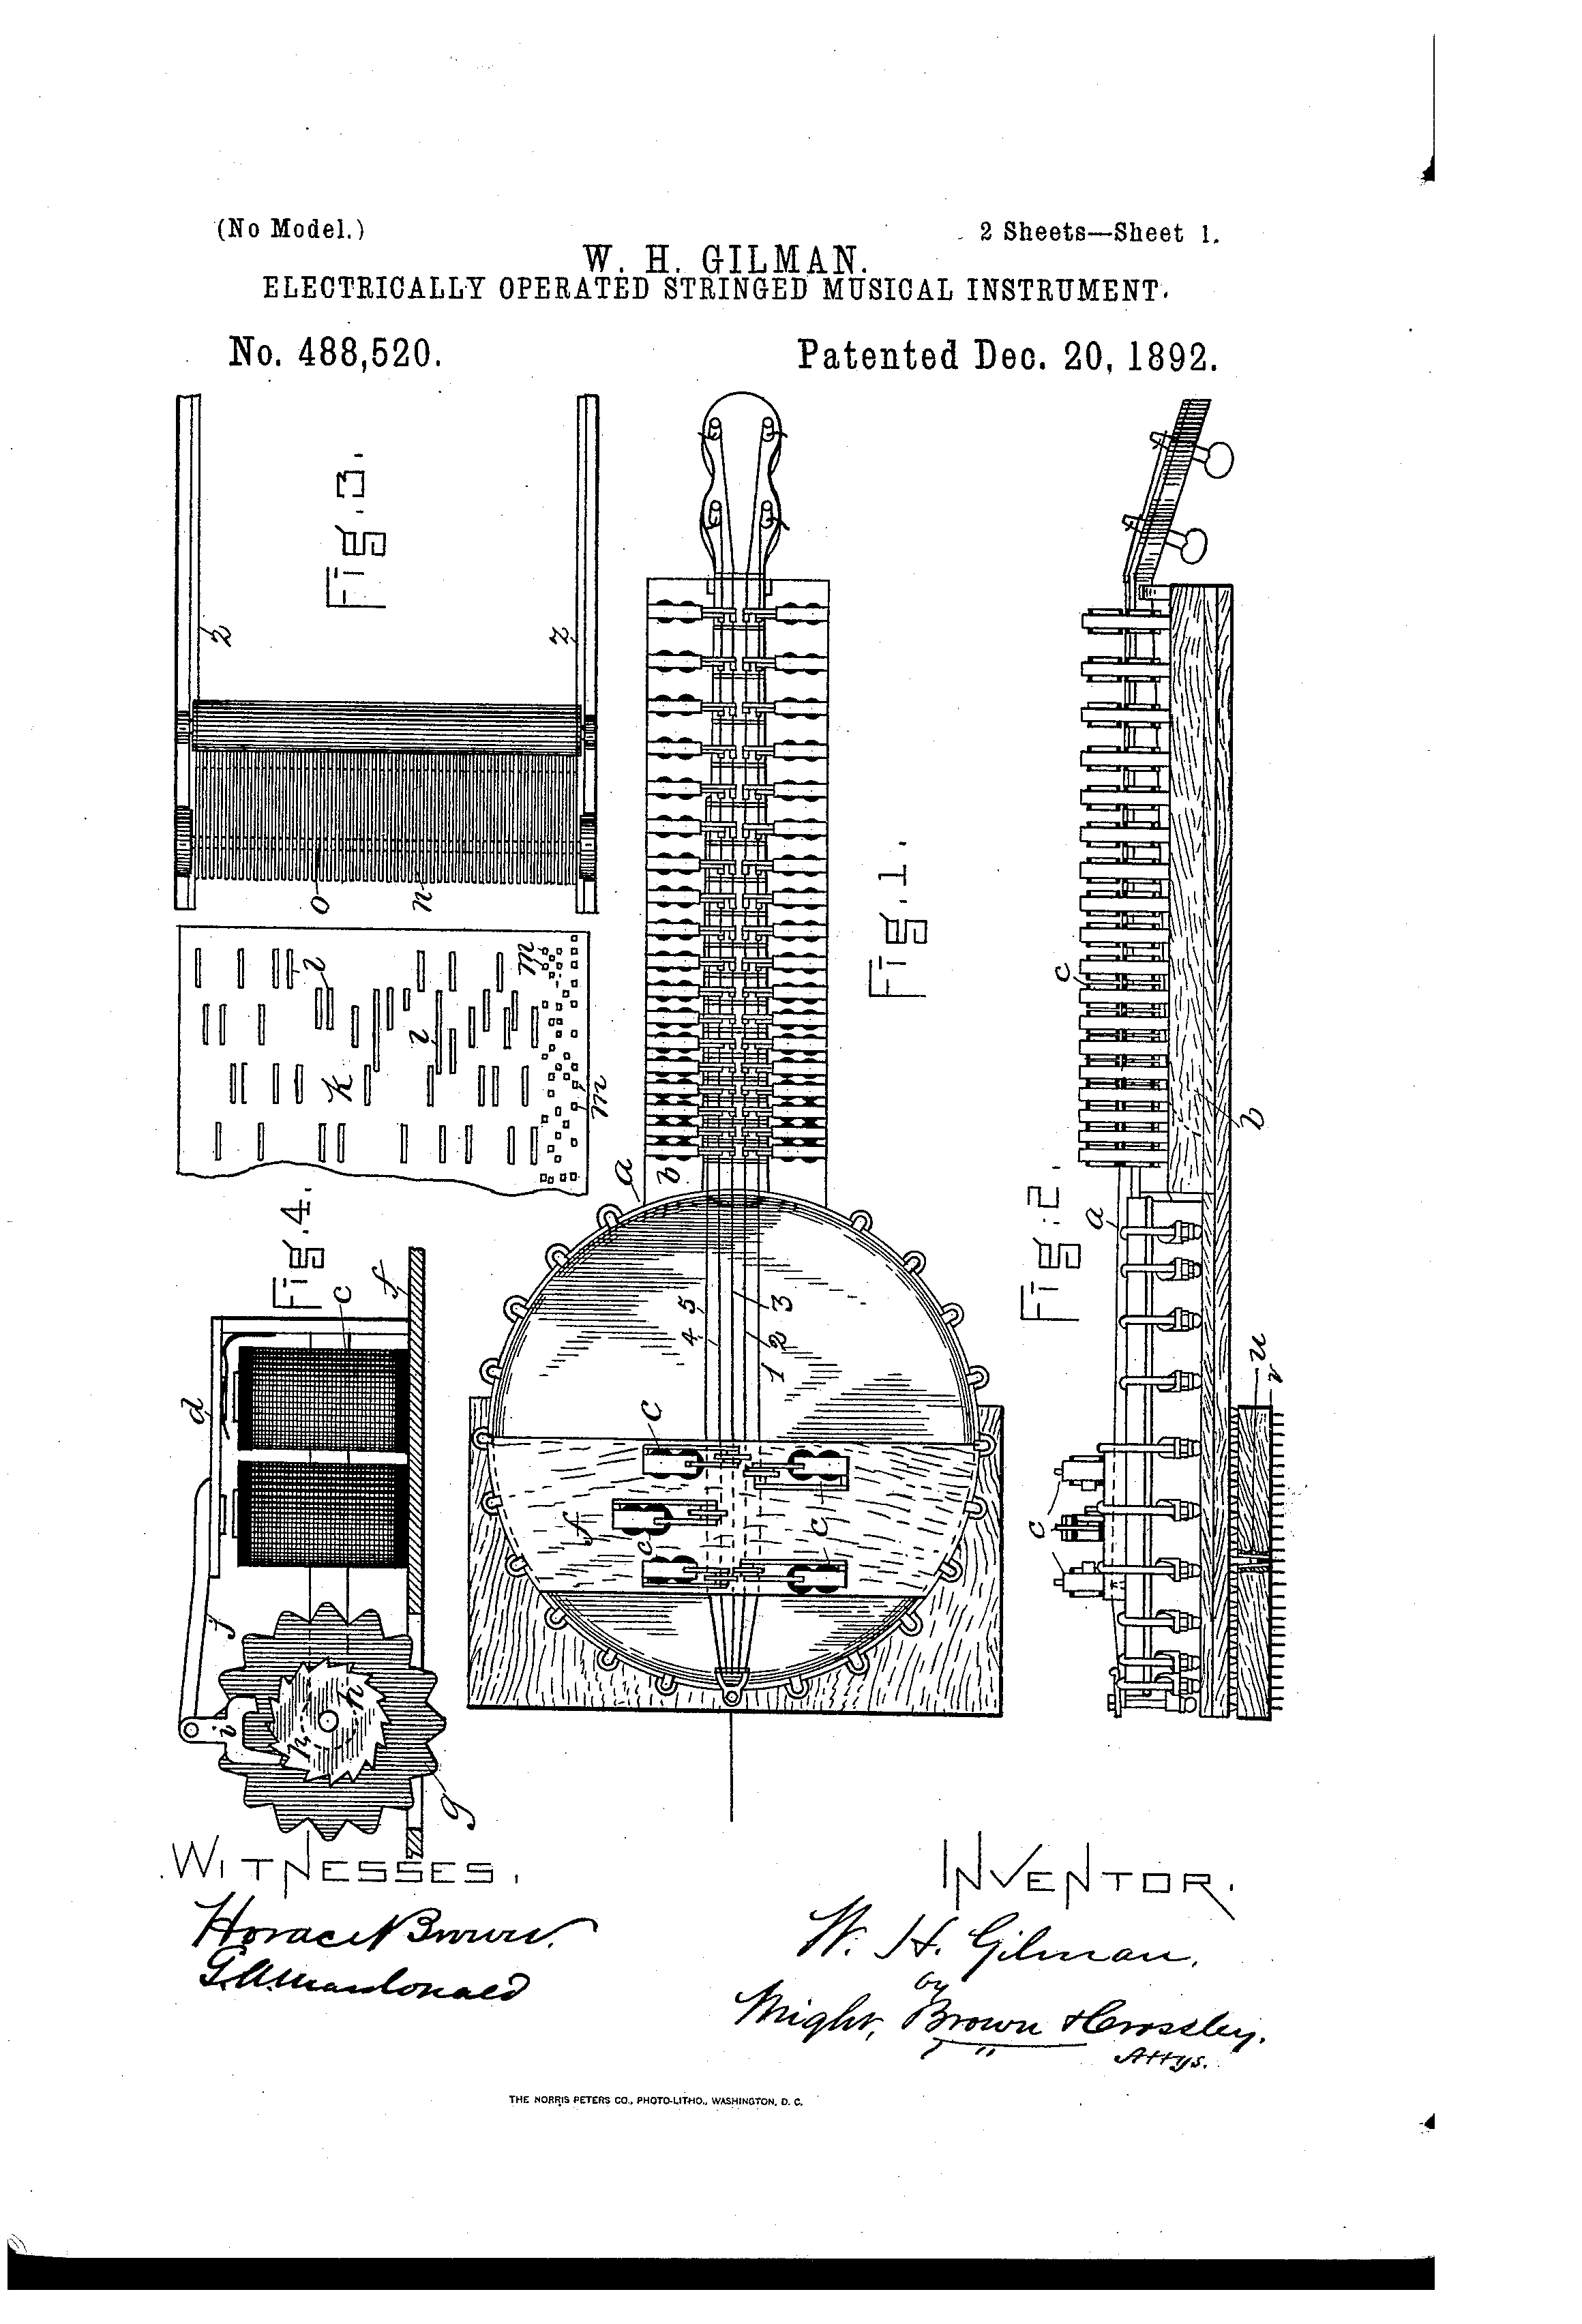 (No Model.)
2 Sheets—Sheet 1.
W. H. GILMAN.
ELECTRICALLY OPERATED STRINGED MUSICAL INSTRUMENT.
No. 488,520.
Patented Dec. 20, 1892.
Fig. 3.
z
z
o
n
l
m
l
k
m
Fig. 4.
c
f
d
j
i
h
h
g
Fig. 1.
a
b
5
4
3
2
1
c
f
c
c
c
Fig. 2.
c
b
a
c
u
v
WITNESSES.
Horace Brown.
G. A. Macdonald
INVENTOR.
W. H. Gilman,
by
Wright, Brown & Crossley.
Attys.
THE NORRIS PETERS CO., PHOTO-LITHO., WASHINGTON, D. C.